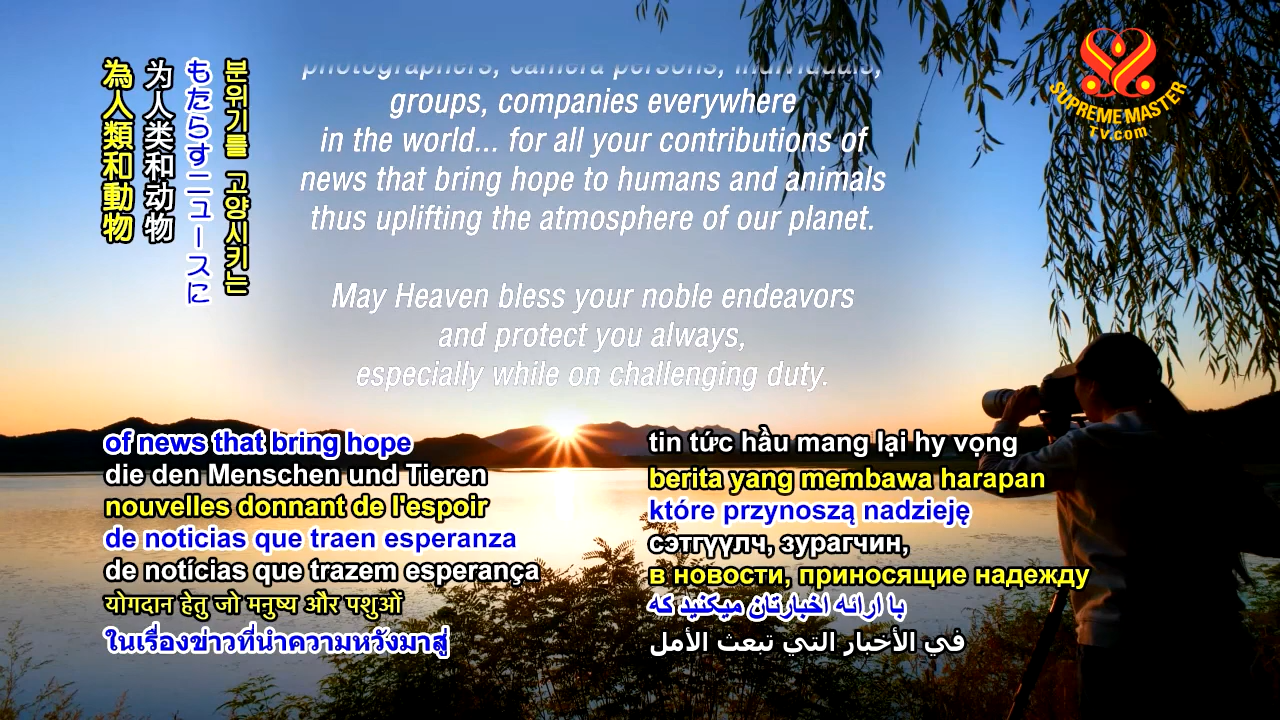 為人類和動物
为人类和动物
もたらすニュースに
분위기를 고양시키는
photographers, camera persons, individuals,
groups, companies everywhere
in the world... for all your contributions of
news that bring hope to humans and animals
thus uplifting the atmosphere of our planet.
May Heaven bless your noble endeavors
and protect you always,
especially while on challenging duty.
SUPREME MASTER
TV.com
of news that bring hope
die den Menschen und Tieren
nouvelles donnant de l'espoir
de noticias que traen esperanza
de notícias que trazem esperança
योगदान हेतु जो मनुष्य और पशुओं
ในเรื่องข่าวที่นำความหวังมาสู่
tin tức hầu mang lại hy vọng
berita yang membawa harapan
które przynoszą nadzieję
сэтгүүлч, зурагчин,
в новости, приносящие надежду
با ارائه اخبارتان میکنید که
في الأخبار التي تبعث الأمل